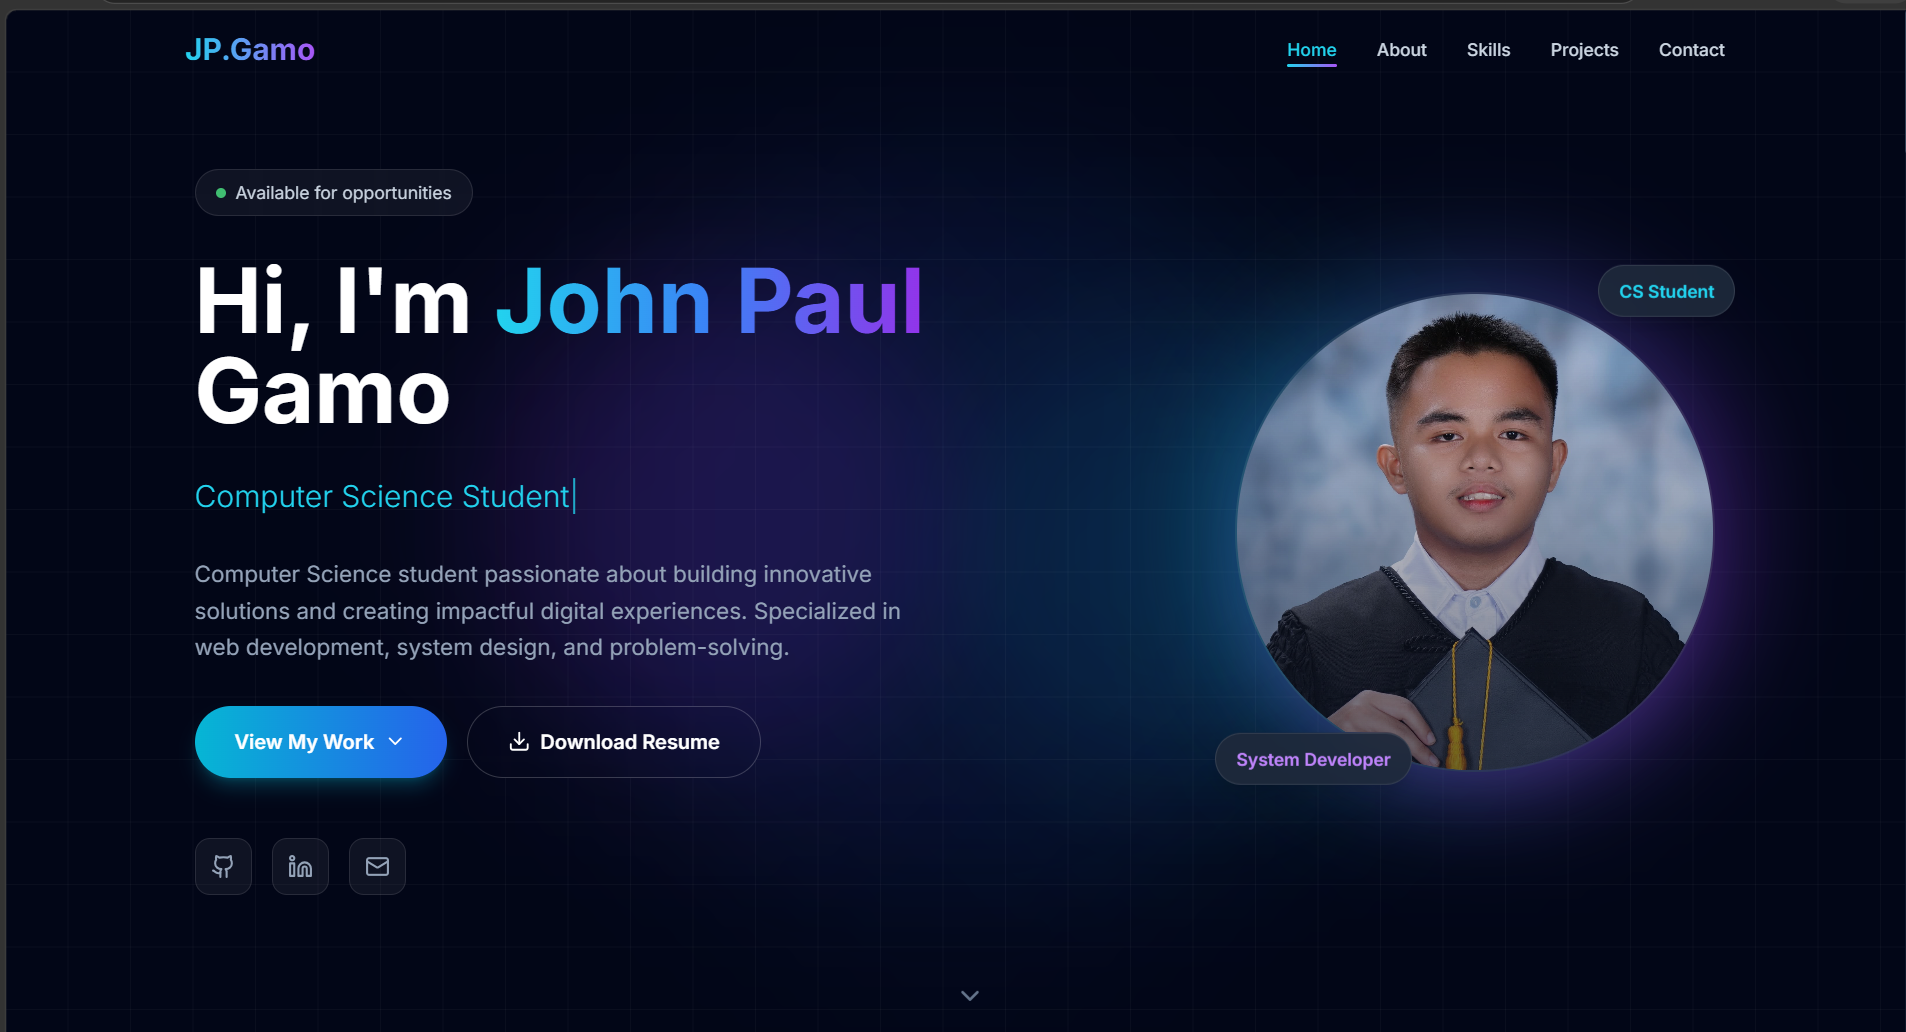 JP.Gamo
Home
About
Skills
Projects
Contact
Available for opportunities
Hi, I'm John Paul
Gamo
Computer Science Student
Computer Science student passionate about building innovative
solutions and creating impactful digital experiences. Specialized in
web development, system design, and problem-solving.
View My Work
Download Resume
CS Student
System Developer